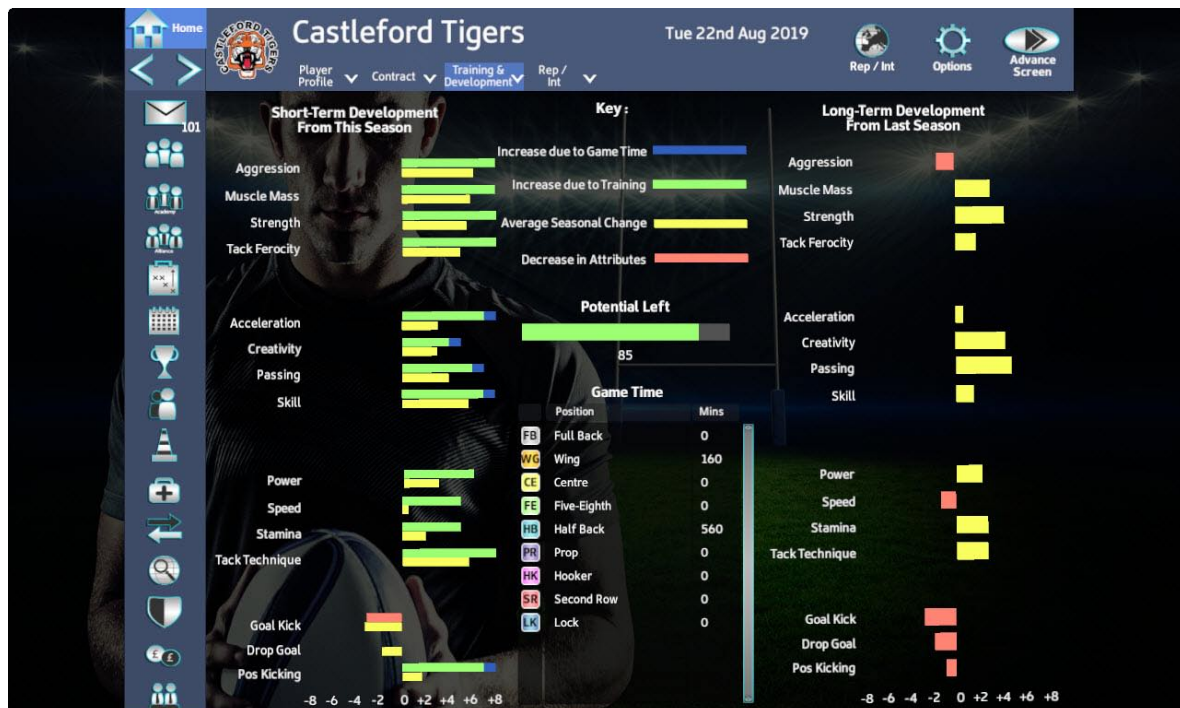 Home
Castleford Tigers
Tue 22nd Aug 2019
Rep / Int
Options
Advance
Screen
CASTLEFORD
TIGERS
Player
Profile
Contract
Training &
Development
Rep /
Int
101
Academy
Alliance
Short-Term Development
From This Season
Aggression
Muscle Mass
Strength
Tack Ferocity
Acceleration
Creativity
Passing
Skill
Power
Speed
Stamina
Tack Technique
Goal Kick
Drop Goal
Pos Kicking
-8 -6 -4 -2 0 +2 +4 +6 +8
Key :
Increase due to Game Time
Increase due to Training
Average Seasonal Change
Decrease in Attributes
Potential Left
85
Game Time
Position Mins
FB Full Back 0
WG Wing 160
CE Centre 0
FE Five-Eighth 0
HB Half Back 560
PR Prop 0
HK Hooker 0
SR Second Row 0
LK Lock 0
Long-Term Development
From Last Season
Aggression
Muscle Mass
Strength
Tack Ferocity
Acceleration
Creativity
Passing
Skill
Power
Speed
Stamina
Tack Technique
Goal Kick
Drop Goal
Pos Kicking
-8 -6 -4 -2 0 +2 +4 +6 +8